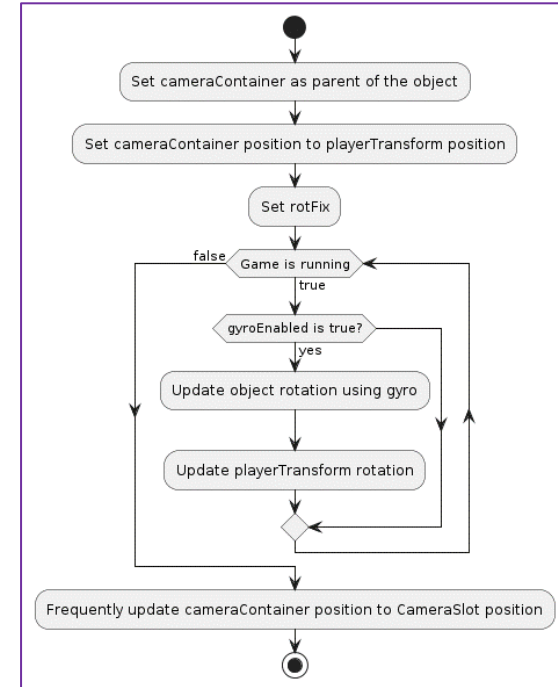 Set cameraContainer as parent of the object
Set cameraContainer position to playerTransform position
Set rotFix
false
Game is running
true
gyroEnabled is true?
yes
Update object rotation using gyro
Update playerTransform rotation
Frequently update cameraContainer position to CameraSlot position